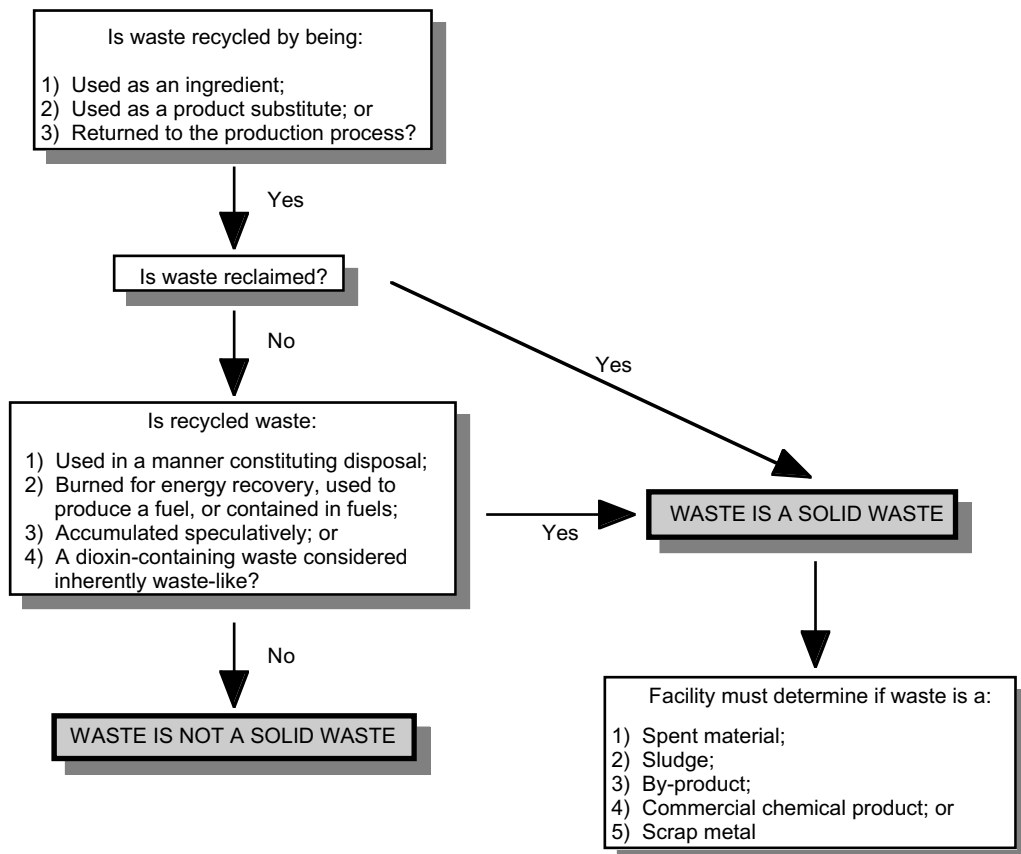 Is waste recycled by being:
1) Used as an ingredient;
2) Used as a product substitute; or
3) Returned to the production process?
Yes
Is waste reclaimed?
No
Yes
Is recycled waste:
1) Used in a manner constituting disposal;
2) Burned for energy recovery, used to
produce a fuel, or contained in fuels;
3) Accumulated speculatively; or
4) A dioxin-containing waste considered
inherently waste-like?
Yes
WASTE IS A SOLID WASTE
No
WASTE IS NOT A SOLID WASTE
Facility must determine if waste is a:
1) Spent material;
2) Sludge;
3) By-product;
4) Commercial chemical product; or
5) Scrap metal